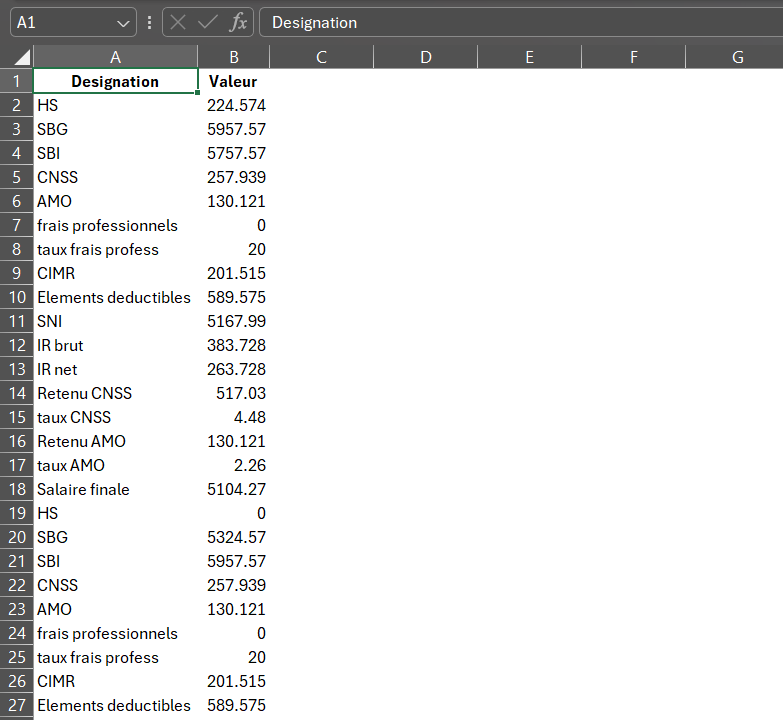 A1 fx Designation
A B C D E F G
1 Designation Valeur
2 HS 224.574
3 SBG 5957.57
4 SBI 5757.57
5 CNSS 257.939
6 AMO 130.121
7 frais professionnels 0
8 taux frais profess 20
9 CIMR 201.515
10 Elements deductibles 589.575
11 SNI 5167.99
12 IR brut 383.728
13 IR net 263.728
14 Retenu CNSS 517.03
15 taux CNSS 4.48
16 Retenu AMO 130.121
17 taux AMO 2.26
18 Salaire finale 5104.27
19 HS 0
20 SBG 5324.57
21 SBI 5957.57
22 CNSS 257.939
23 AMO 130.121
24 frais professionnels 0
25 taux frais profess 20
26 CIMR 201.515
27 Elements deductibles 589.575